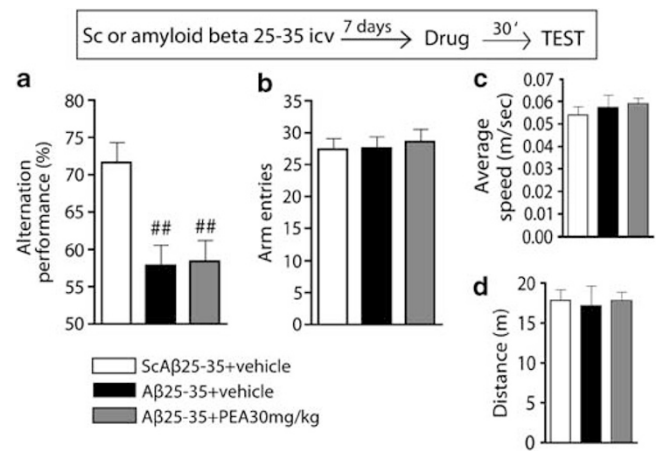 Sc or amyloid beta 25-35 icv 7 days Drug 30' TEST
a
Alternation
performance (%)
80
75
70
65
60
55
50
## ##
b
Arm entries
35
30
25
20
15
10
5
0
c
Average
speed (m/sec)
0.07
0.06
0.05
0.04
0.03
0.02
0.01
0.00
d
Distance (m)
20
15
10
5
0
ScAβ25-35+vehicle
Aβ25-35+vehicle
Aβ25-35+PEA30mg/kg